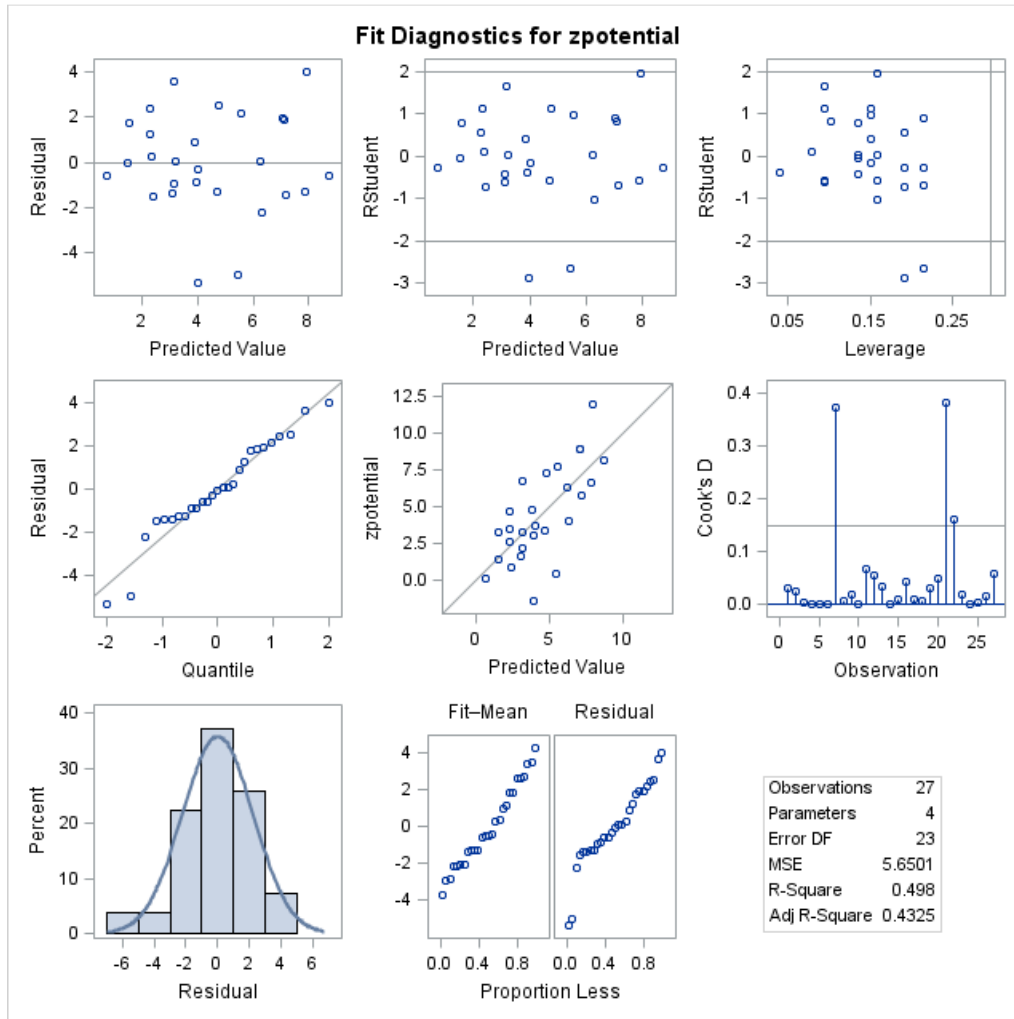 Fit Diagnostics for zpotential
4
2
0
-2
-4
Residual
2 4 6 8
Predicted Value
2
1
0
-1
-2
-3
RStudent
2 4 6 8
Predicted Value
2
1
0
-1
-2
-3
RStudent
0.05 0.15 0.25
Leverage
4
2
0
-2
-4
Residual
-2 -1 0 1 2
Quantile
12.5
10.0
7.5
5.0
2.5
0.0
zpotential
0 5 10
Predicted Value
0.4
0.3
0.2
0.1
0.0
Cook's D
0 5 10 15 20 25
Observation
40
30
20
10
0
Percent
-6 -4 -2 0 2 4 6
Residual
Fit–Mean Residual
4
2
0
-2
-4
0.0 0.4 0.8 0.0 0.4 0.8
Proportion Less
Observations 27
Parameters 4
Error DF 23
MSE 5.6501
R-Square 0.498
Adj R-Square 0.4325